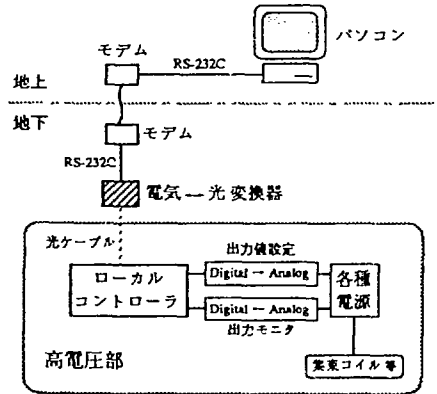 パソコン
モデム
RS-232C
地上
地下
モデム
RS-232C
電気―光変換器
光ケーブル
出力値設定
ローカル
コントローラ
Digital ― Analog
各種
電源
Digital ― Analog
出力モニタ
高電圧部
集束コイル等